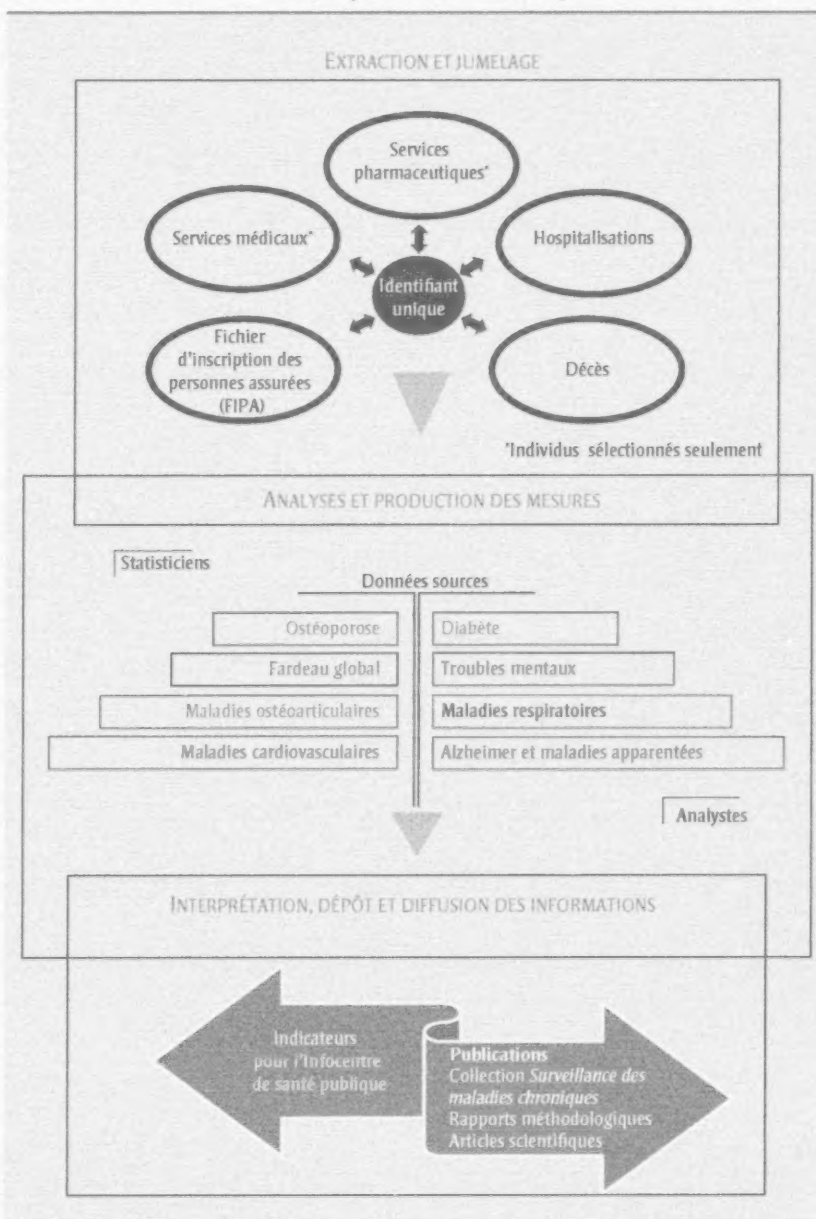 EXTRACTION ET JUMELAGE
Services
pharmaceutiques*
Services médicaux*
Hospitalisations
Identifiant
unique
Fichier
d'inscription des
personnes assurées
(FIPA)
Décès
*Individus sélectionnés seulement
ANALYSES ET PRODUCTION DES MESURES
Statisticiens
Données sources
Ostéoporose
Diabète
Fardeau global
Troubles mentaux
Maladies ostéoarticulaires
Maladies respiratoires
Maladies cardiovasculaires
Alzheimer et maladies apparentées
Analystes
INTERPRÉTATION, DÉPÔT ET DIFFUSION DES INFORMATIONS
Indicateurs
pour l'Infocentre
de santé publique
Publications
Collection Surveillance des
maladies chroniques
Rapports méthodologiques
Articles scientifiques